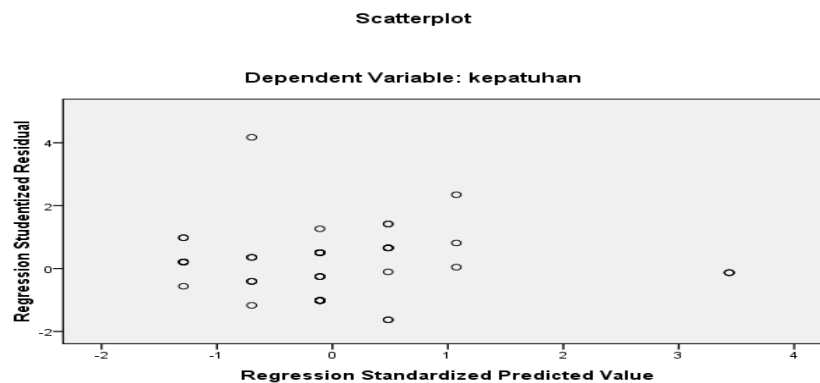 Scatterplot
Dependent Variable: kepatuhan
Regression Studentized Residual
4
2
0
-2
-2 -1 0 1 2 3 4
Regression Standardized Predicted Value